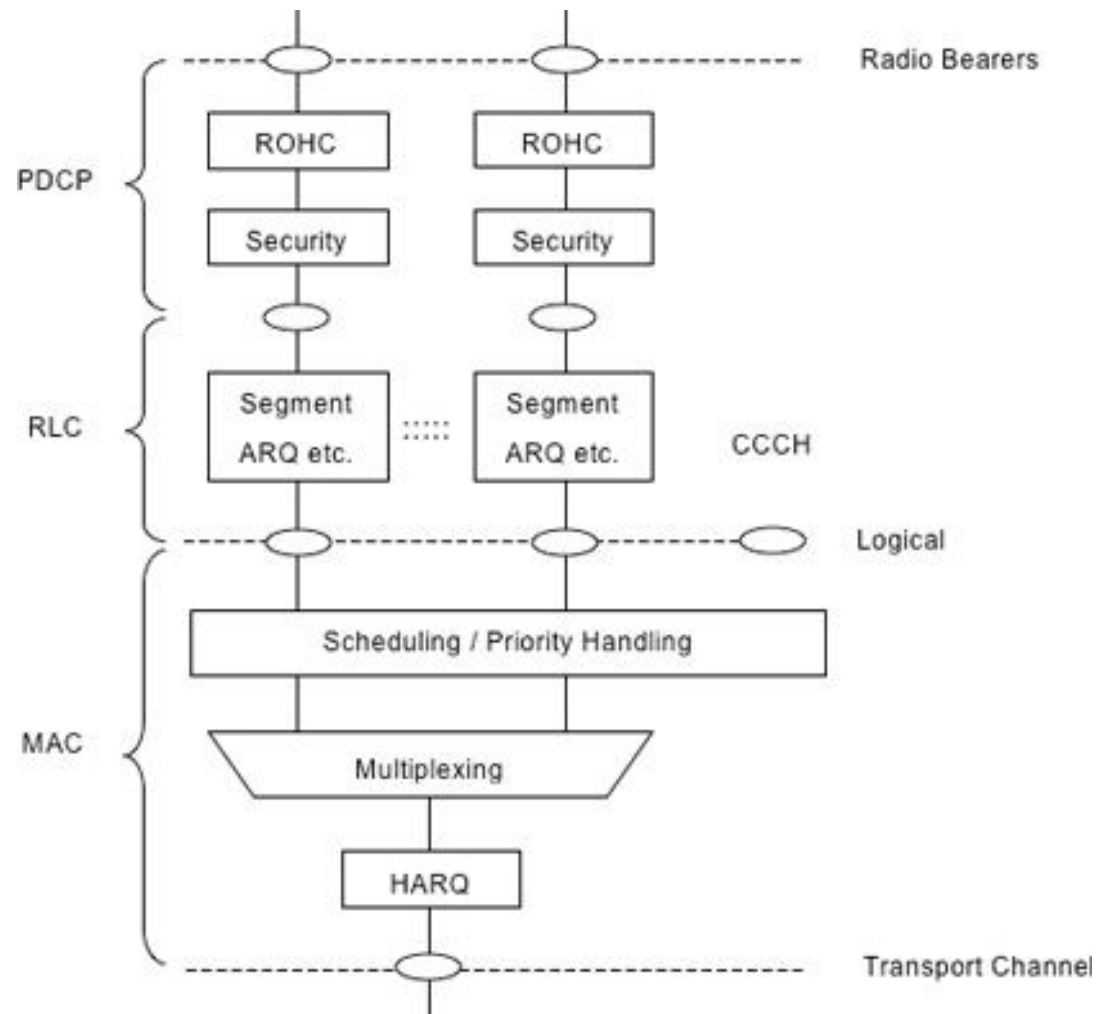 Radio Bearers
ROHC
ROHC
PDCP
Security
Security
RLC
Segment
ARQ etc.
Segment
ARQ etc.
CCCH
Logical
Scheduling / Priority Handling
MAC
Multiplexing
HARQ
Transport Channel